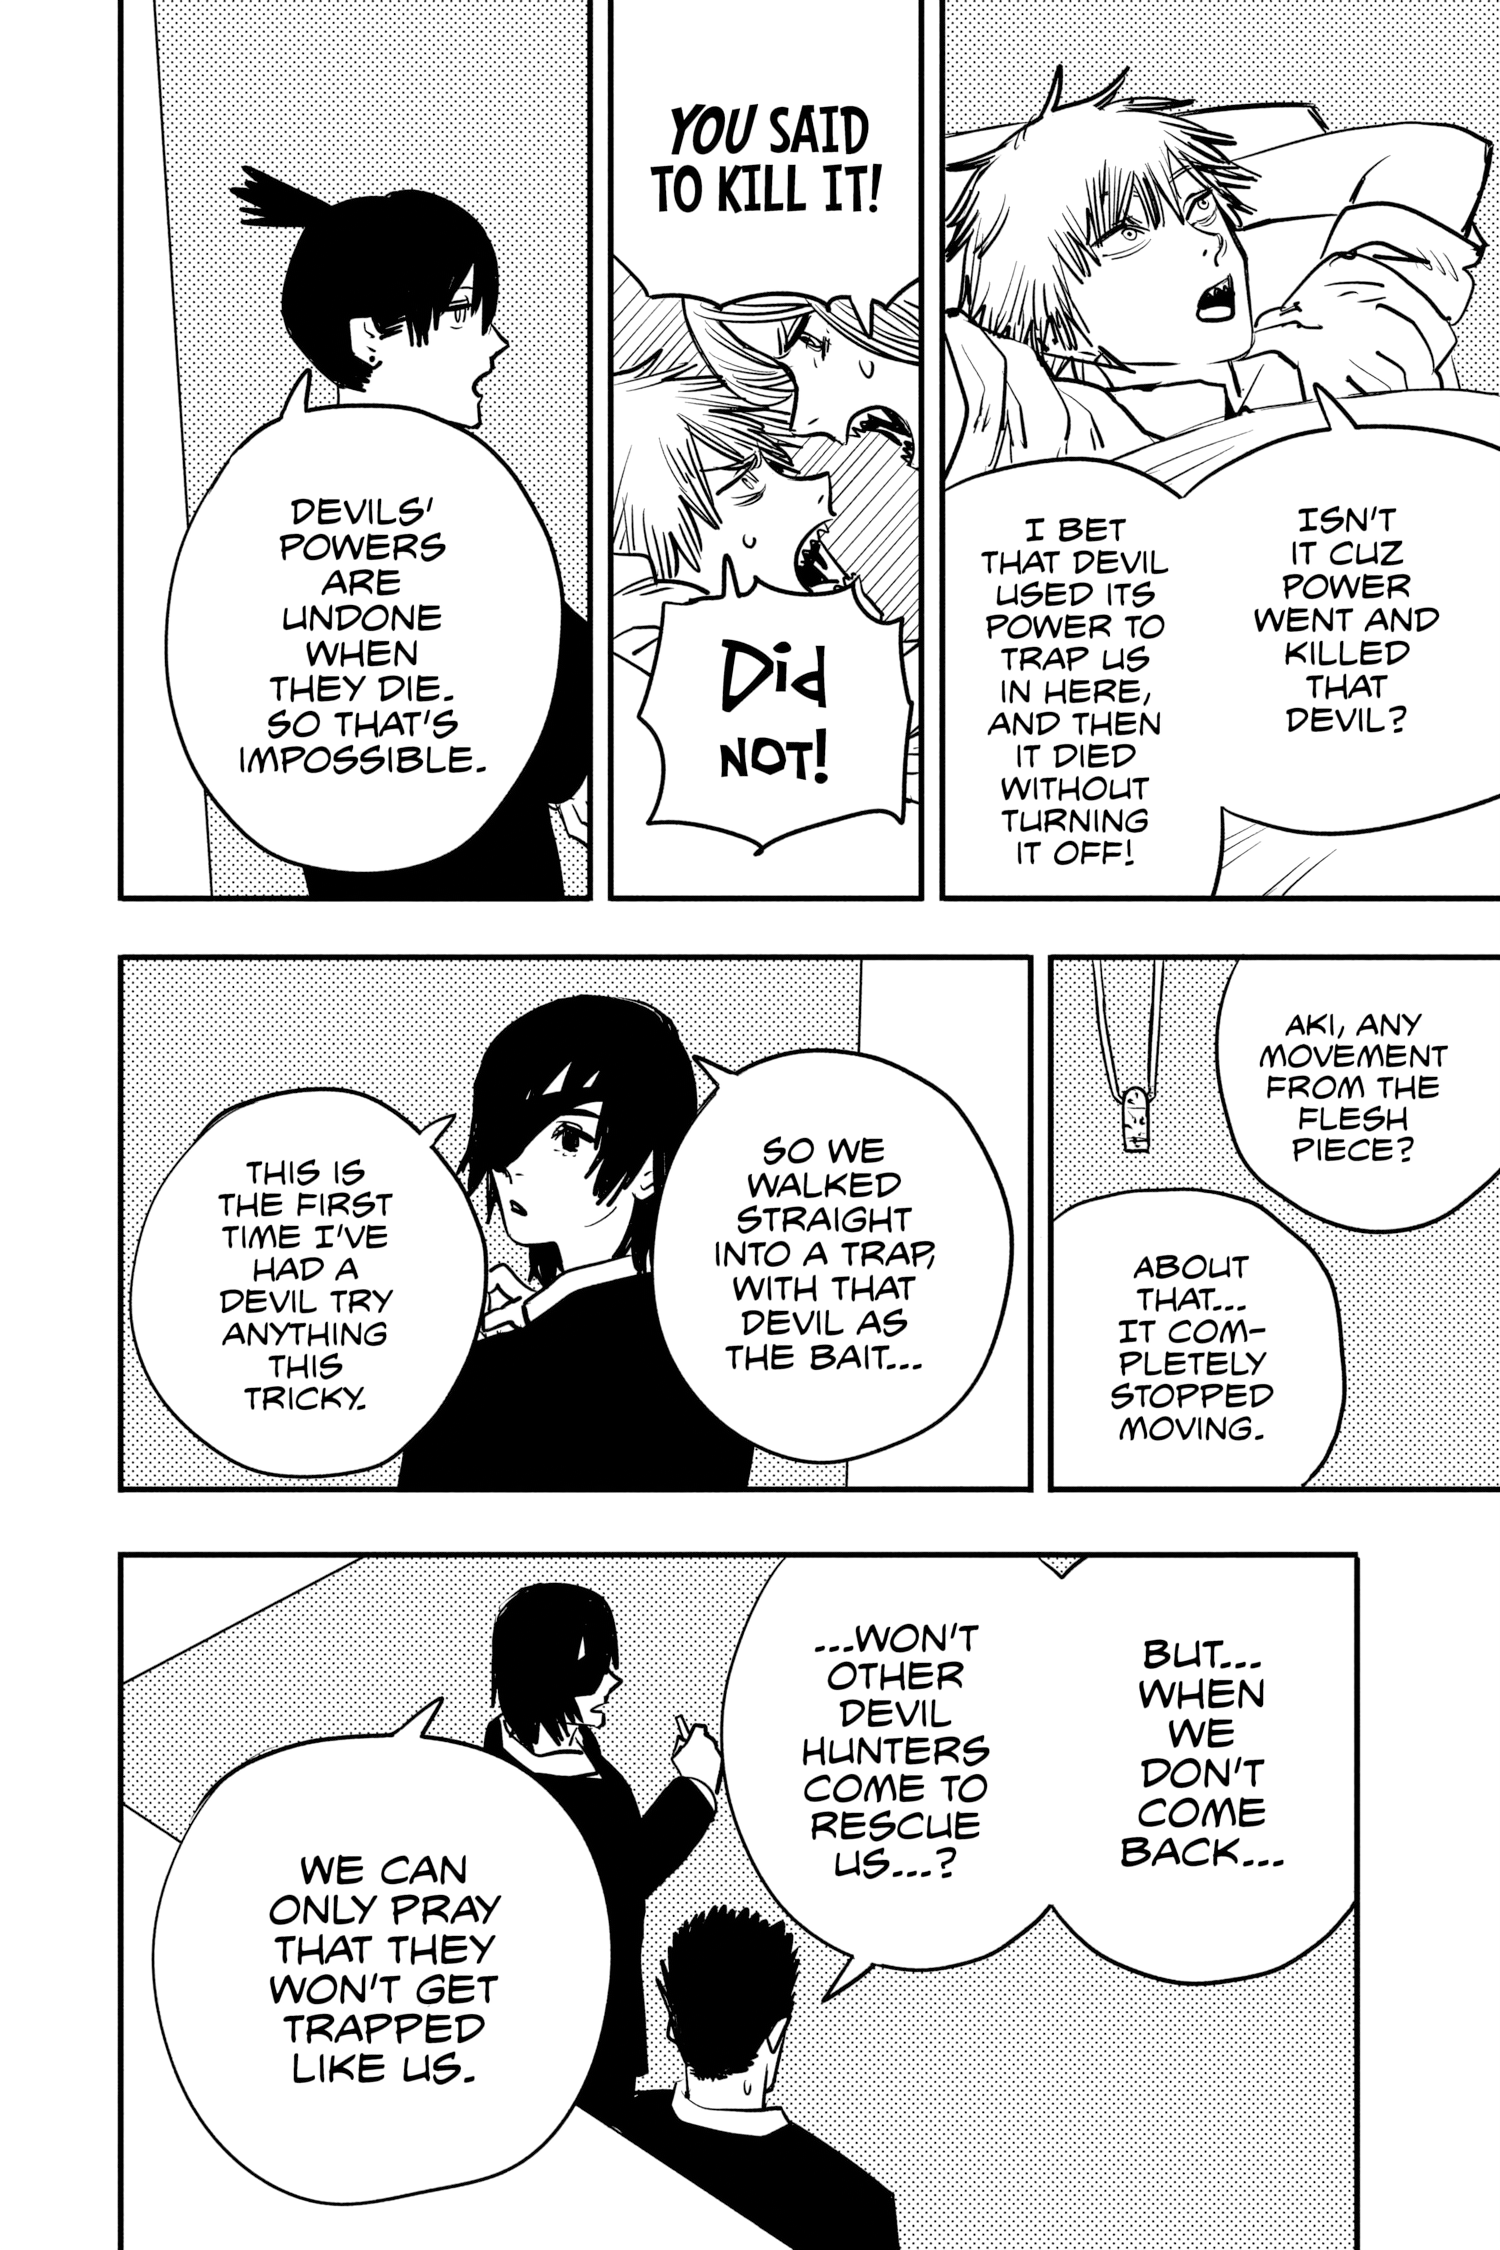 ISN'T
IT CUZ
POWER
WENT AND
KILLED
THAT
DEVIL?
I BET
THAT DEVIL
USED ITS
POWER TO
TRAP US
IN HERE,
AND THEN
IT DIED
WITHOUT
TURNING
IT OFF!
YOU SAID
TO KILL IT!
Did
NOT!
DEVILS'
POWERS
ARE
UNDONE
WHEN
THEY DIE.
SO THAT'S
IMPOSSIBLE.
AKI, ANY
MOVEMENT
FROM THE
FLESH
PIECE?
ABOUT
THAT...
IT COM-
PLETELY
STOPPED
MOVING.
SO WE
WALKED
STRAIGHT
INTO A TRAP,
WITH THAT
DEVIL AS
THE BAIT...
THIS IS
THE FIRST
TIME I'VE
HAD A
DEVIL TRY
ANYTHING
THIS
TRICKY.
BUT...
WHEN
WE
DON'T
COME
BACK...
...WON'T
OTHER
DEVIL
HUNTERS
COME TO
RESCUE
US...?
WE CAN
ONLY PRAY
THAT THEY
WON'T GET
TRAPPED
LIKE US.